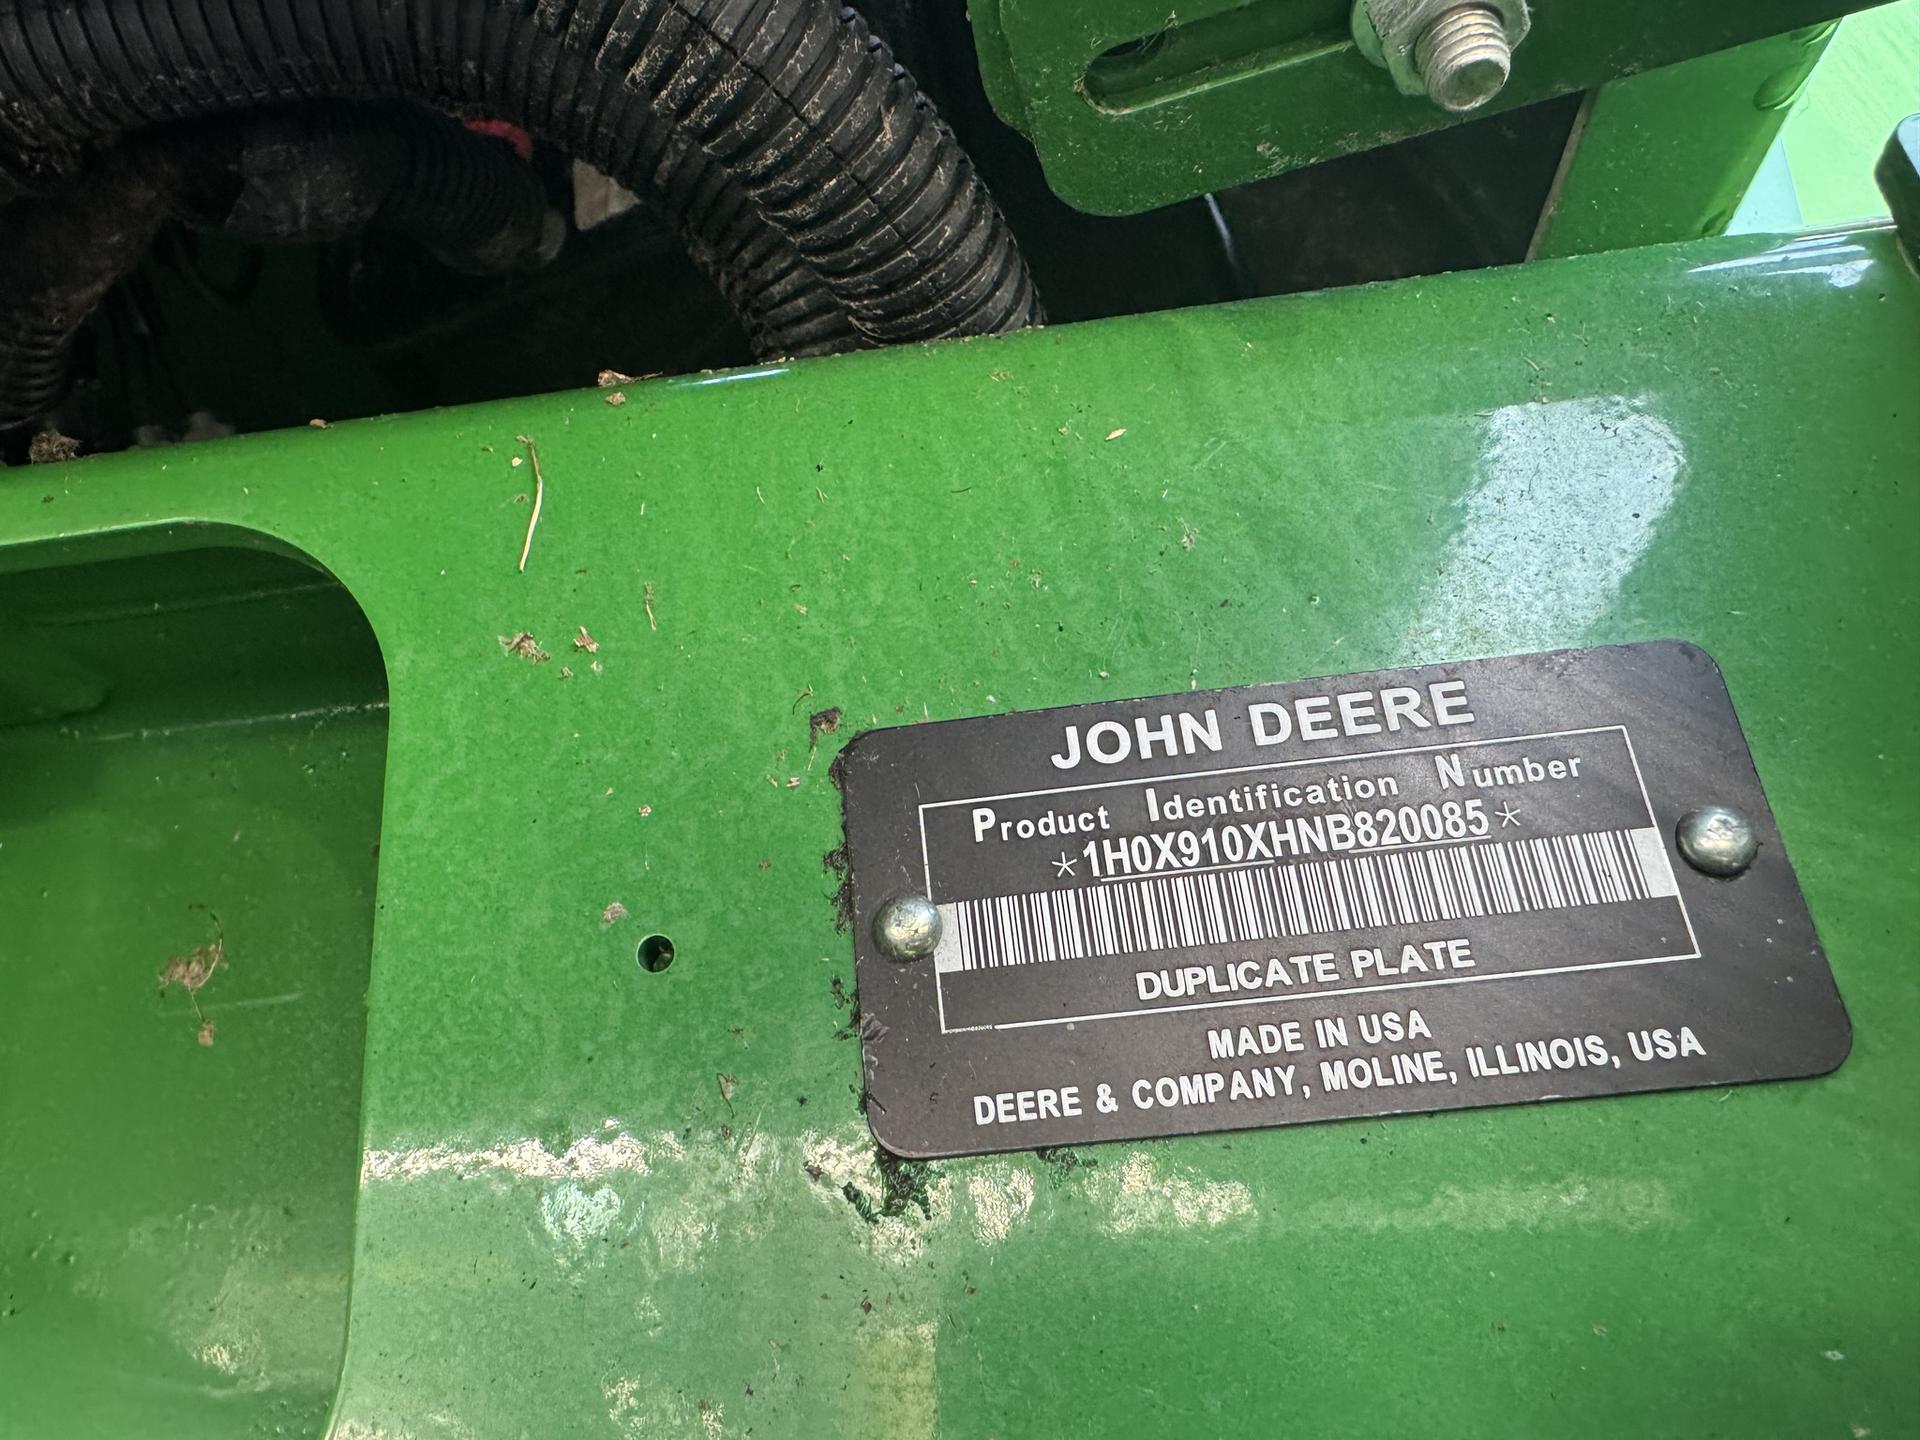 JOHN DEERE
Product Identification Number
*1H0X910XHNB820085*
DUPLICATE PLATE
MADE IN USA
DEERE & COMPANY, MOLINE, ILLINOIS, USA